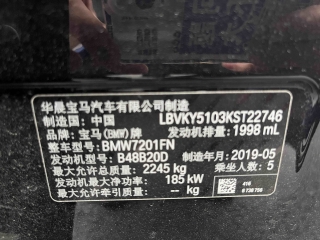 华晨宝马汽车有限公司制造
制造国: 中国 LBVKY5103KST22746
品牌: 宝马(BMW)牌 发动机排量: 1998 mL
整车型号: BMW7201FN
发动机型号: B48B20D 制造年月: 2019-05
最大允许总质量: 2245 kg 乘坐人数: 5
发动机最大净功率: 185 kW
最大允许牵引质量: -- kg